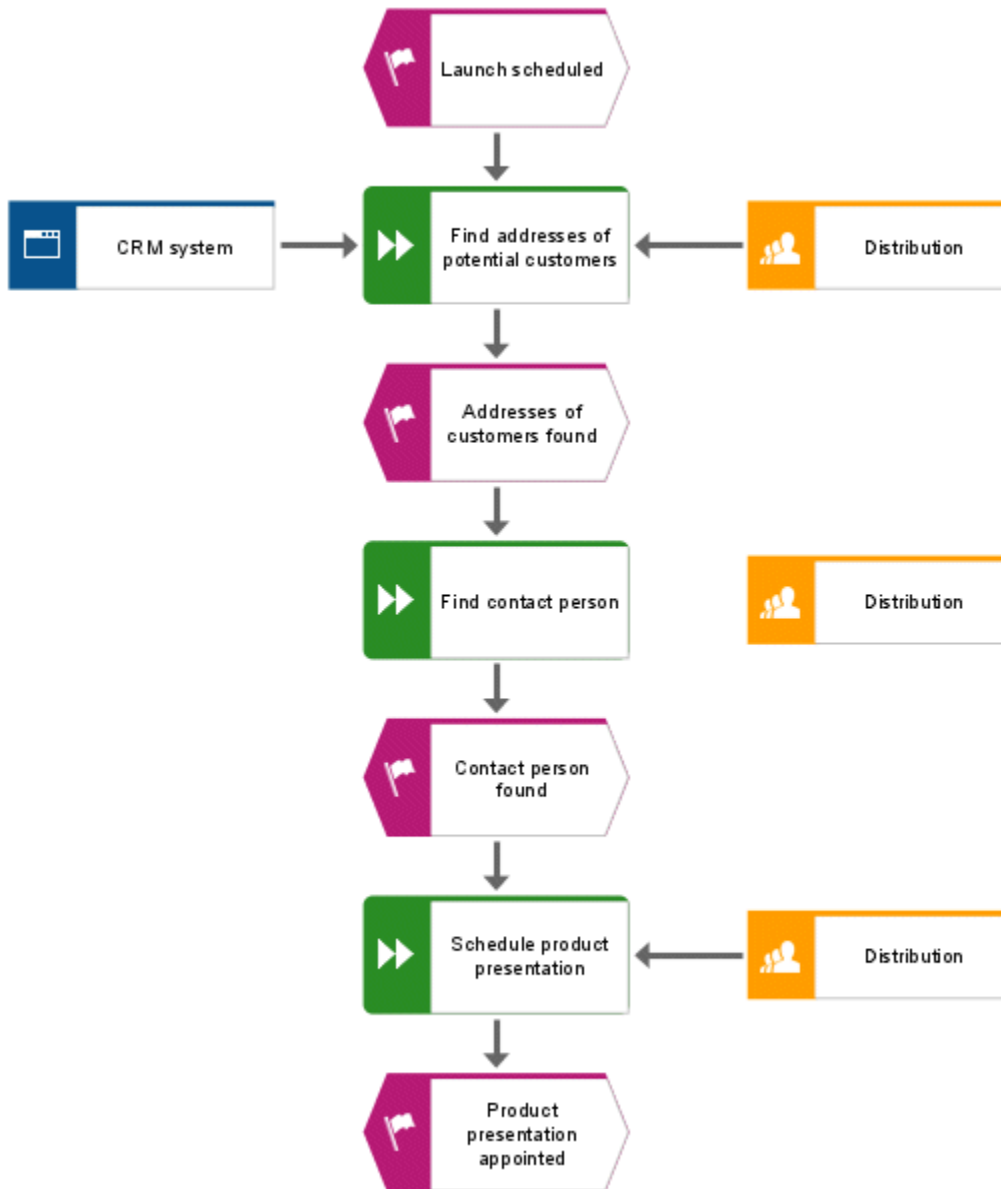 Launch scheduled
CRM system
Find addresses of
potential customers
Distribution
Addresses of
customers found
Find contact person
Distribution
Contact person
found
Schedule product
presentation
Distribution
Product
presentation
appointed